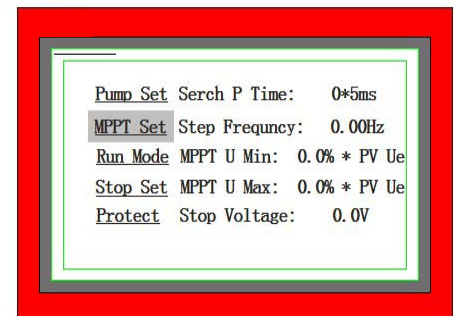 Pump Set Serch P Time: 0*5ms
MPPT Set Step Frequncy: 0.00Hz
Run Mode MPPT U Min: 0.0% * PV Ue
Stop Set MPPT U Max: 0.0% * PV Ue
Protect Stop Voltage: 0.0V